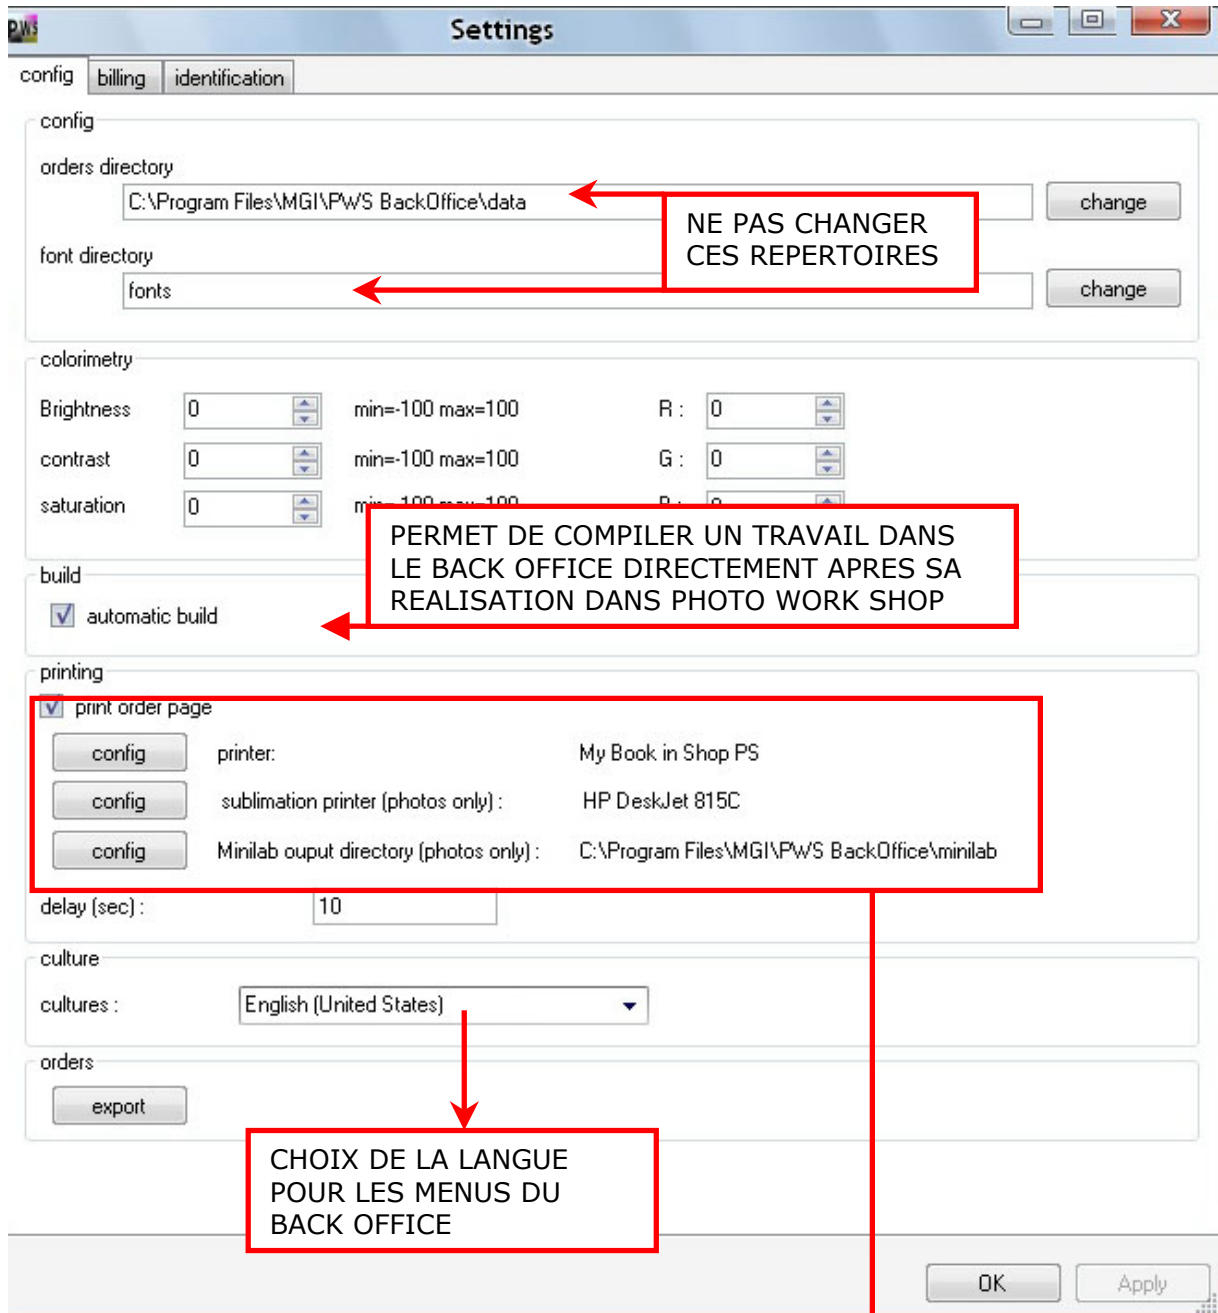 PWS
Settings
config billing identification
config
orders directory
C:\Program Files\MGI\PWS BackOffice\data
change
NE PAS CHANGER
CES REPERTOIRES
font directory
fonts
change
colorimetry
Brightness 0 min=-100 max=100 R : 0
contrast 0 min=-100 max=100 G : 0
saturation 0 min=-100 max=100
PERMET DE COMPILER UN TRAVAIL DANS
LE BACK OFFICE DIRECTEMENT APRES SA
REALISATION DANS PHOTO WORK SHOP
build
automatic build
printing
print order page
config printer: My Book in Shop PS
config sublimation printer (photos only) : HP DeskJet 815C
config Minilab ouput directory (photos only) : C:\Program Files\MGI\PWS BackOffice\minilab
delay (sec) : 10
culture
cultures : English (United States)
orders
export
CHOIX DE LA LANGUE
POUR LES MENUS DU
BACK OFFICE
OK Apply